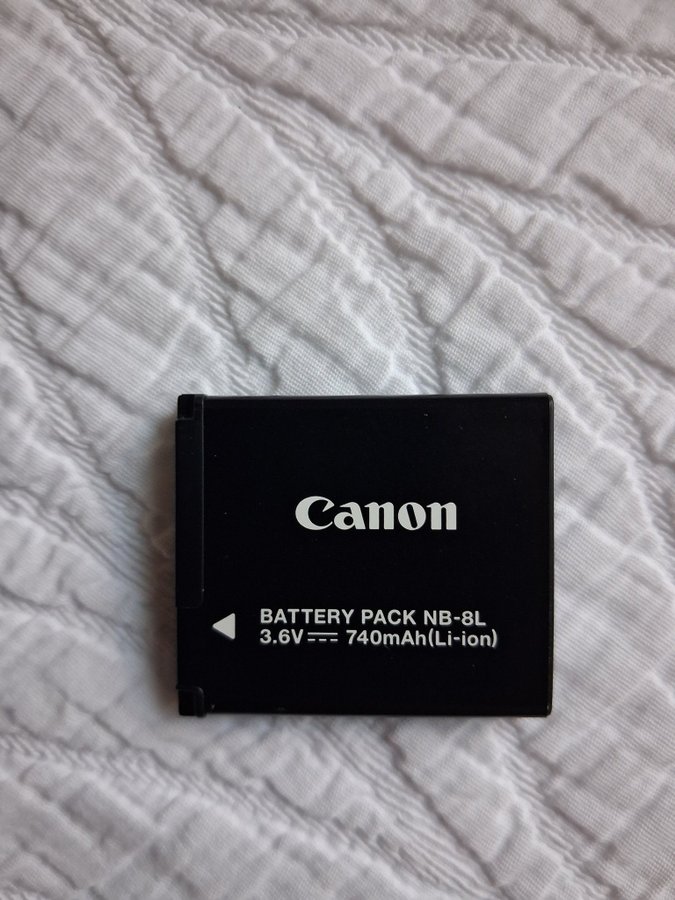 Canon
BATTERY PACK NB-8L
3.6V⎓740mAh(Li-ion)